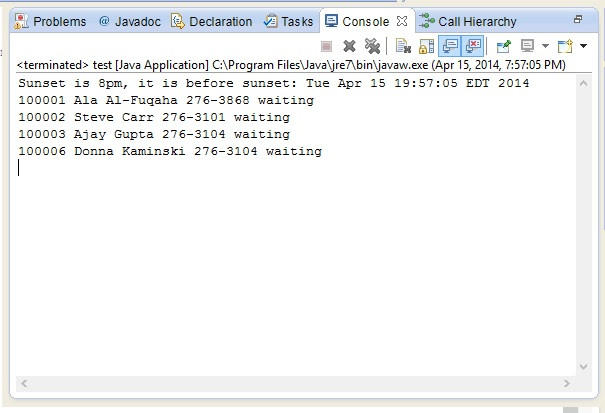 Problems @ Javadoc Declaration Tasks Console Call Hierarchy
<terminated> test [Java Application] C:\Program Files\Java\jre7\bin\javaw.exe (Apr 15, 2014, 7:57:05 PM)
Sunset is 8pm, it is before sunset: Tue Apr 15 19:57:05 EDT 2014
100001 Ala Al-Fuqaha 276-3868 waiting
100002 Steve Carr 276-3101 waiting
100003 Ajay Gupta 276-3104 waiting
100006 Donna Kaminski 276-3104 waiting